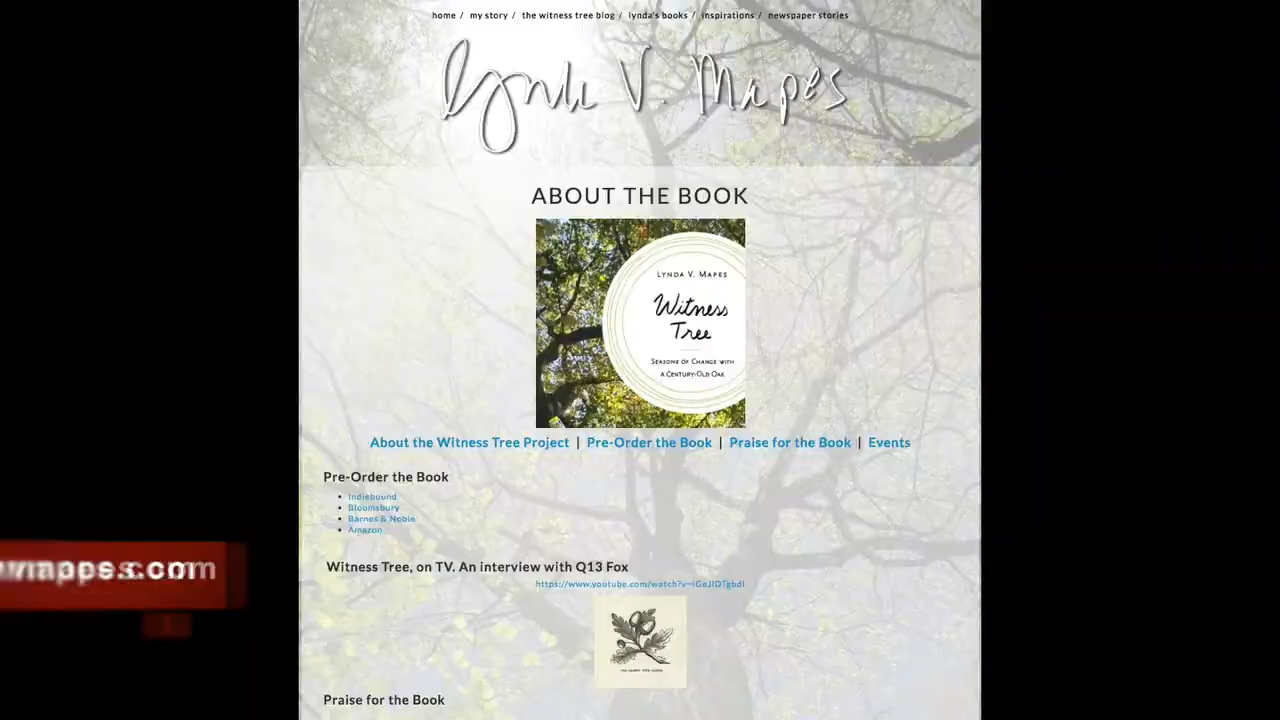 home / my story / the witness tree blog / lynda's books / inspirations / newspaper stories
Lynda V. Mapes
ABOUT THE BOOK
LYNDA V. MAPES
Witness
Tree
SEASONS OF CHANGE WITH
A CENTURY-OLD OAK
About the Witness Tree Project | Pre-Order the Book | Praise for the Book | Events
Pre-Order the Book
• Indiebound
• Bloomsbury
• Barnes & Noble
• Amazon
Witness Tree, on TV. An interview with Q13 Fox
Praise for the Book